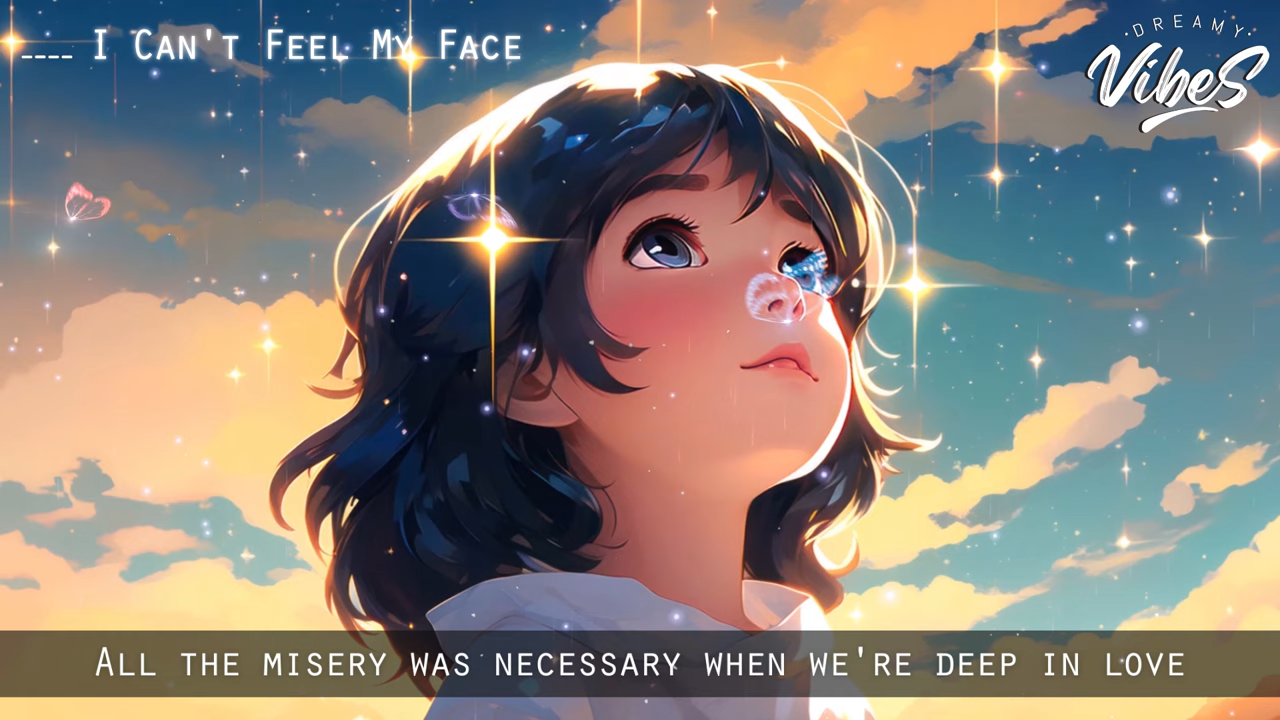 ---- I Can't Feel My Face
DREAMY
Vibes
All the misery was necessary when we're deep in love